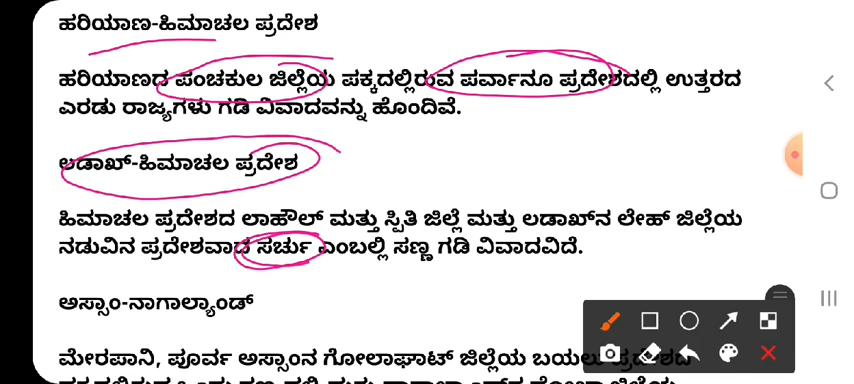 ಹರಿಯಾಣ-ಹಿಮಾಚಲ ಪ್ರದೇಶ
ಹರಿಯಾಣದ ಪಂಚಕುಲ ಜಿಲ್ಲೆಯ ಪಕ್ಕದಲ್ಲಿರುವ ಪರ್ವಾನೂ ಪ್ರದೇಶದಲ್ಲಿ ಉತ್ತರದ
ಎರಡು ರಾಜ್ಯಗಳು ಗಡಿ ವಿವಾದವನ್ನು ಹೊಂದಿವೆ.
ಲಡಾಖ್-ಹಿಮಾಚಲ ಪ್ರದೇಶ
ಹಿಮಾಚಲ ಪ್ರದೇಶದ ಲಾಹೌಲ್ ಮತ್ತು ಸ್ಪಿತಿ ಜಿಲ್ಲೆ ಮತ್ತು ಲಡಾಖ್‌ನ ಲೇಹ್ ಜಿಲ್ಲೆಯ
ನಡುವಿನ ಪ್ರದೇಶವಾದ ಸರ್ಚು ಎಂಬಲ್ಲಿ ಸಣ್ಣ ಗಡಿ ವಿವಾದವಿದೆ.
ಅಸ್ಸಾಂ-ನಾಗಾಲ್ಯಾಂಡ್
ಮೇರಪಾನಿ, ಪೂರ್ವ ಅಸ್ಸಾಂನ ಗೋಲಾಘಾಟ್ ಜಿಲ್ಲೆಯ ಬಯಲು ಪ್ರದೇಶದ